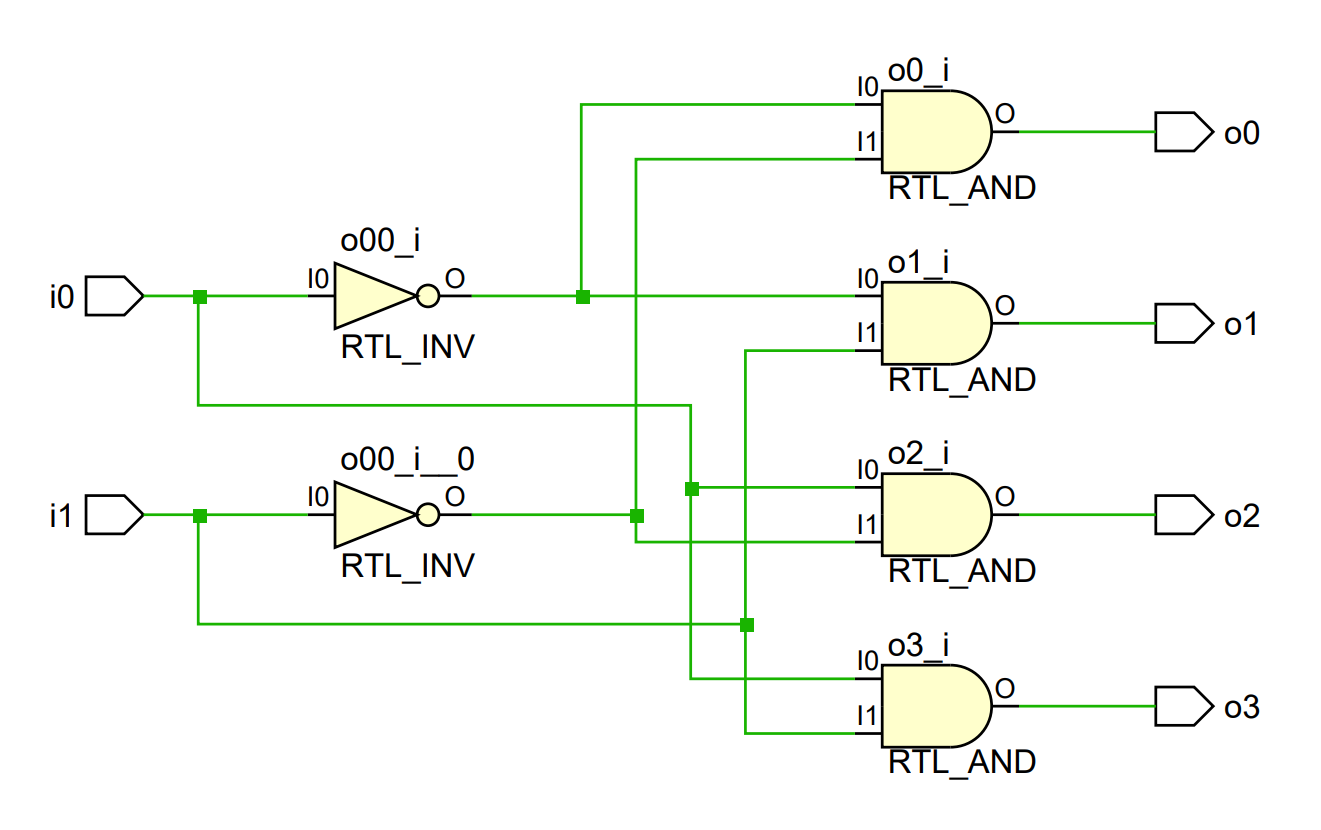 o0_i
I0
I1
O
RTL_AND
o0
o00_i
i0
I0
O
RTL_INV
o1_i
I0
I1
O
RTL_AND
o1
o00_i__0
i1
I0
O
RTL_INV
o2_i
I0
I1
O
RTL_AND
o2
o3_i
I0
I1
O
RTL_AND
o3